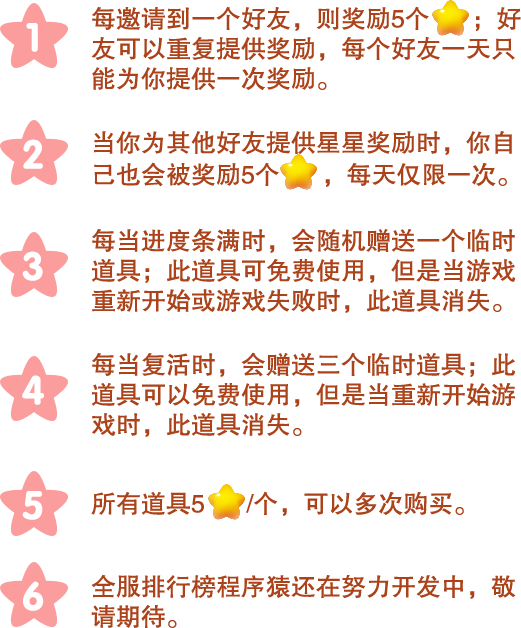 1 每邀请到一个好友，则奖励5个；好
友可以重复提供奖励，每个好友一天只
能为你提供一次奖励。
2 当你为其他好友提供星星奖励时，你自
己也会被奖励5个，每天仅限一次。
3 每当进度条满时，会随机赠送一个临时
道具；此道具可免费使用，但是当游戏
重新开始或游戏失败时，此道具消失。
4 每当复活时，会赠送三个临时道具；此
道具可以免费使用，但是当重新开始游
戏时，此道具消失。
5 所有道具5/个，可以多次购买。
6 全服排行榜程序猿还在努力开发中，敬
请期待。